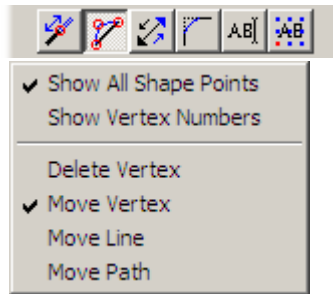 AB
AB
Show All Shape Points
Show Vertex Numbers
Delete Vertex
Move Vertex
Move Line
Move Path